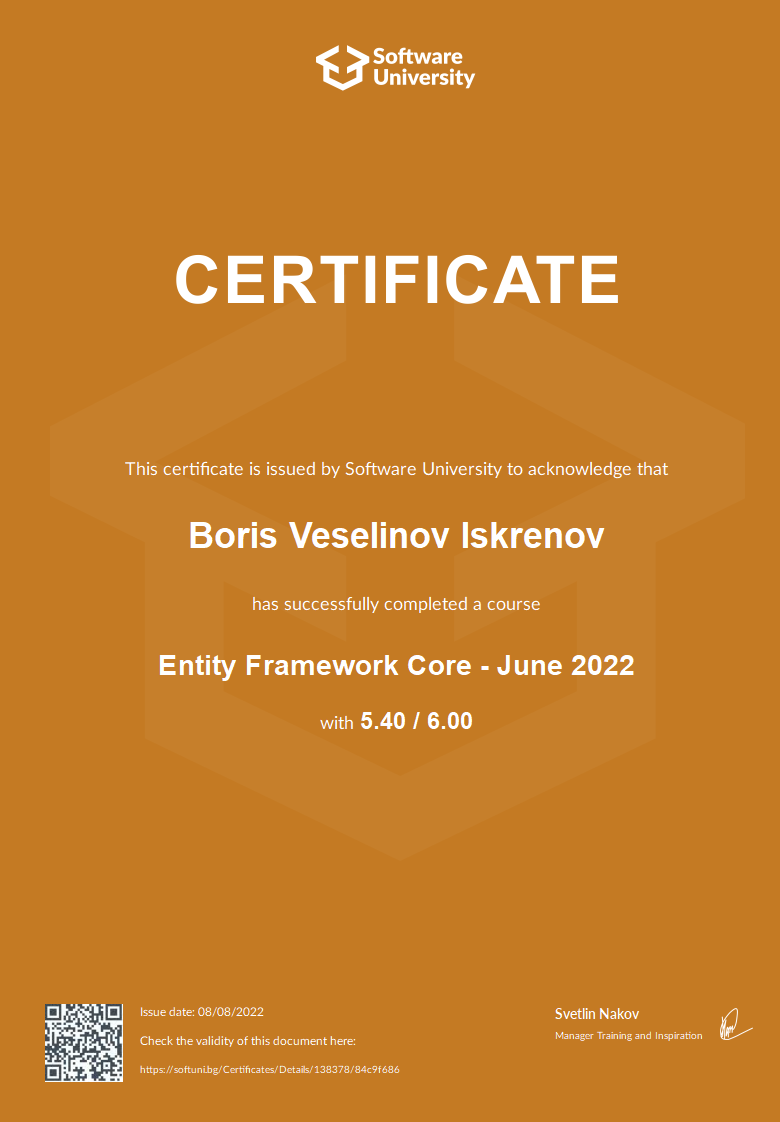 Software
University
CERTIFICATE
This certificate is issued by Software University to acknowledge that
Boris Veselinov Iskrenov
has successfully completed a course
Entity Framework Core - June 2022
with 5.40 / 6.00
Issue date: 08/08/2022
Check the validity of this document here:
https://softuni.bg/Certificates/Details/138378/84c9f686
Svetlin Nakov
Manager Training and Inspiration